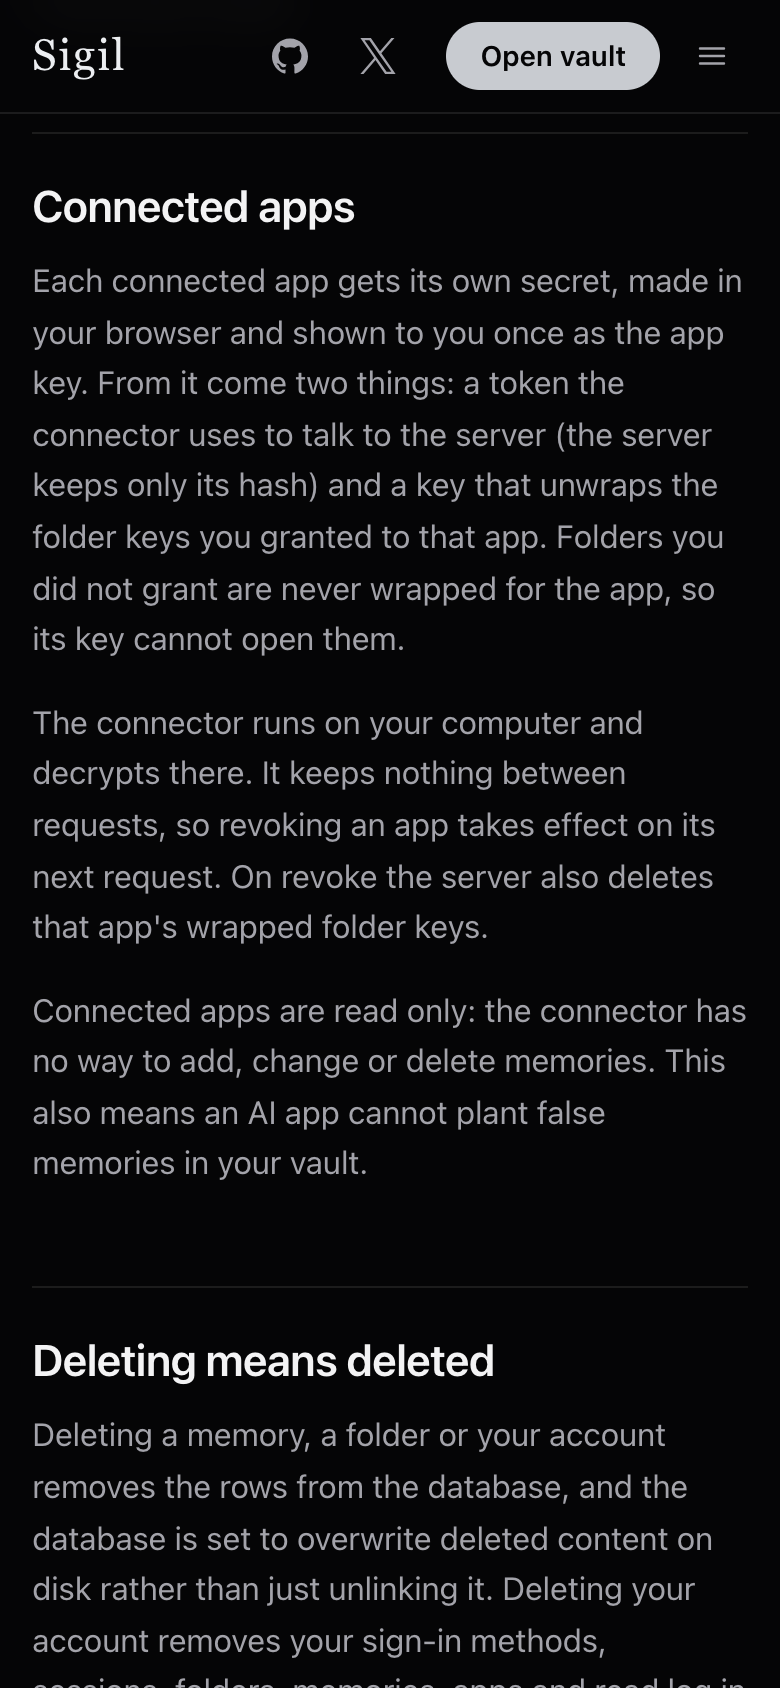 Sigil
Open vault
Connected apps
Each connected app gets its own secret, made in
your browser and shown to you once as the app
key. From it come two things: a token the
connector uses to talk to the server (the server
keeps only its hash) and a key that unwraps the
folder keys you granted to that app. Folders you
did not grant are never wrapped for the app, so
its key cannot open them.
The connector runs on your computer and
decrypts there. It keeps nothing between
requests, so revoking an app takes effect on its
next request. On revoke the server also deletes
that app's wrapped folder keys.
Connected apps are read only: the connector has
no way to add, change or delete memories. This
also means an AI app cannot plant false
memories in your vault.
Deleting means deleted
Deleting a memory, a folder or your account
removes the rows from the database, and the
database is set to overwrite deleted content on
disk rather than just unlinking it. Deleting your
account removes your sign-in methods,
sessions, folders, memories, apps and read log in